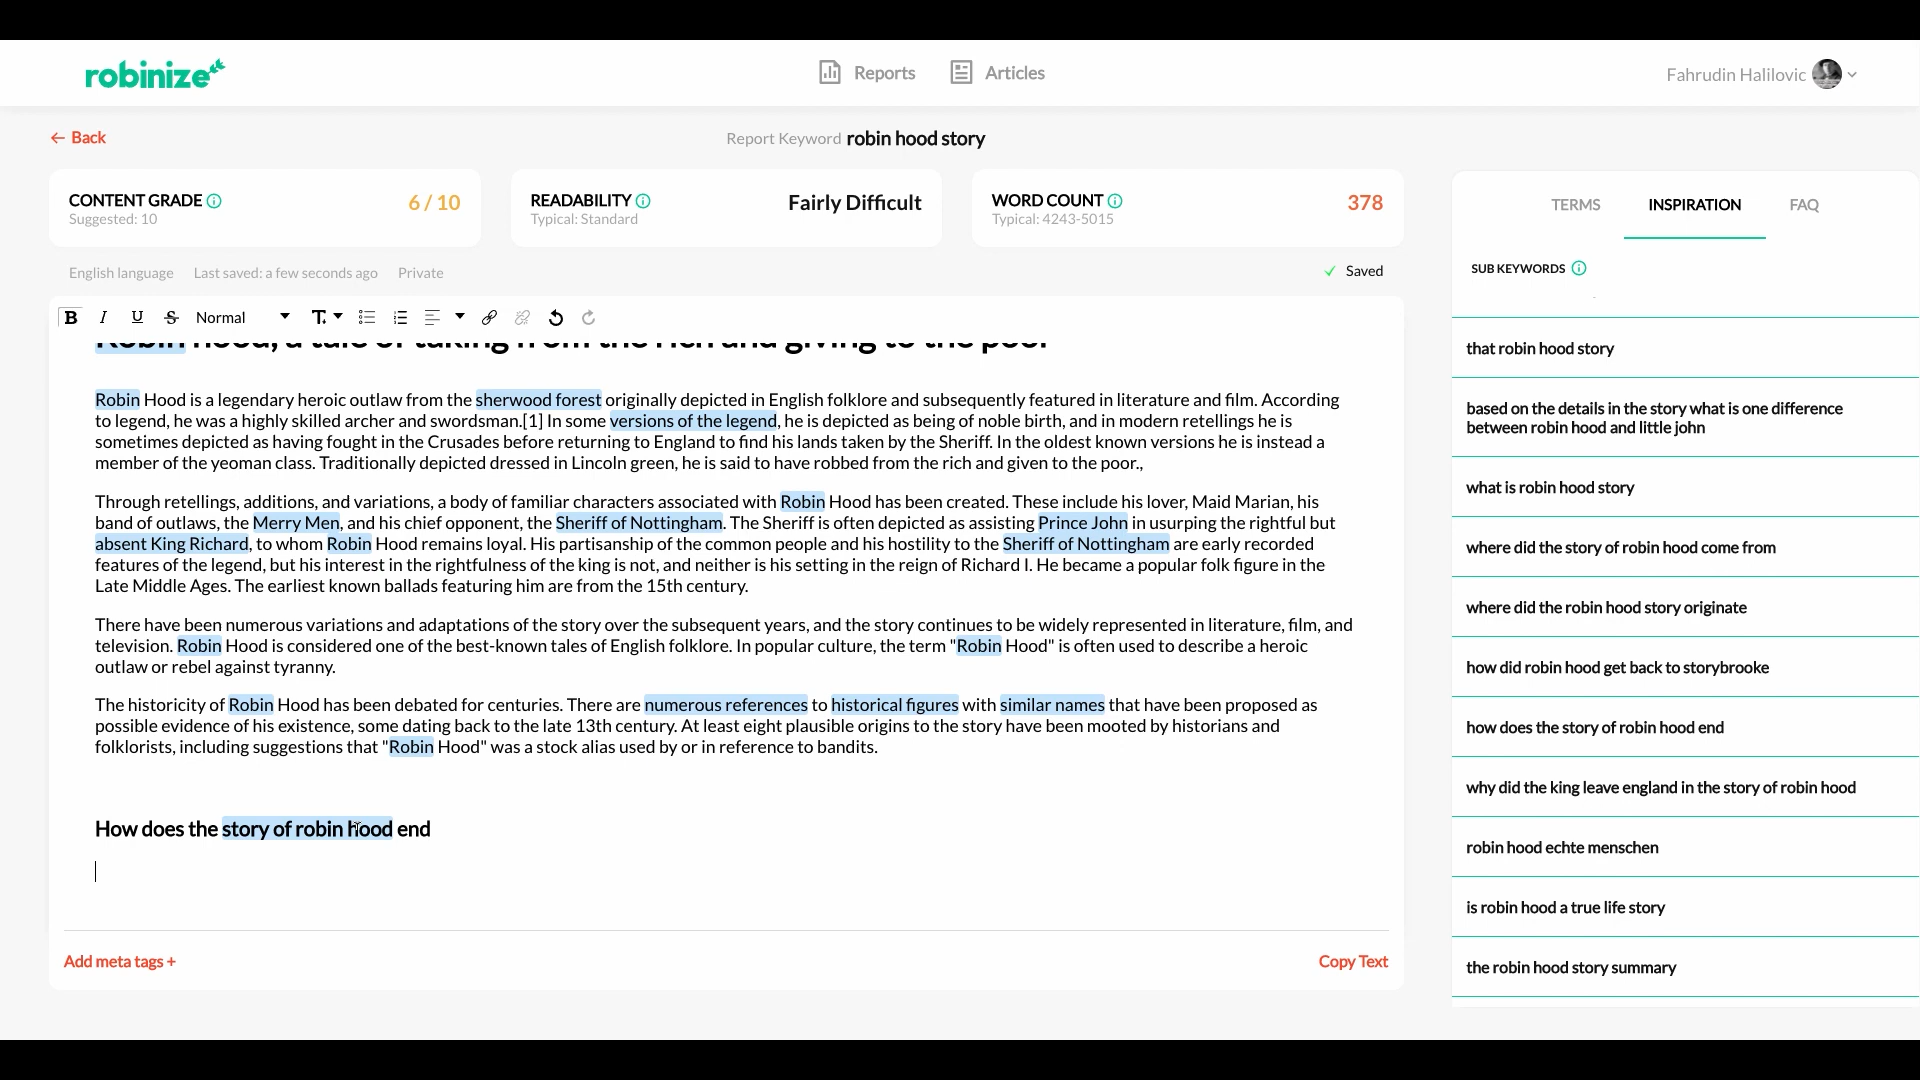 robinize
Reports
Articles
Fahrudin Halilovic
← Back
Report Keyword robin hood story
CONTENT GRADE
6 / 10
Suggested: 10
READABILITY
Fairly Difficult
Typical: Standard
WORD COUNT
378
Typical: 4243-5015
English language
Last saved: a few seconds ago
Private
Saved
B I U S Normal
Robin hood, a tale of taking from the rich and giving to the poor
Robin Hood is a legendary heroic outlaw from the sherwood forest originally depicted in English folklore and subsequently featured in literature and film. According
to legend, he was a highly skilled archer and swordsman.[1] In some versions of the legend, he is depicted as being of noble birth, and in modern retellings he is
sometimes depicted as having fought in the Crusades before returning to England to find his lands taken by the Sheriff. In the oldest known versions he is instead a
member of the yeoman class. Traditionally depicted dressed in Lincoln green, he is said to have robbed from the rich and given to the poor.,
Through retellings, additions, and variations, a body of familiar characters associated with Robin Hood has been created. These include his lover, Maid Marian, his
band of outlaws, the Merry Men, and his chief opponent, the Sheriff of Nottingham. The Sheriff is often depicted as assisting Prince John in usurping the rightful but
absent King Richard, to whom Robin Hood remains loyal. His partisanship of the common people and his hostility to the Sheriff of Nottingham are early recorded
features of the legend, but his interest in the rightfulness of the king is not, and neither is his setting in the reign of Richard I. He became a popular folk figure in the
Late Middle Ages. The earliest known ballads featuring him are from the 15th century.
There have been numerous variations and adaptations of the story over the subsequent years, and the story continues to be widely represented in literature, film, and
television. Robin Hood is considered one of the best-known tales of English folklore. In popular culture, the term "Robin Hood" is often used to describe a heroic
outlaw or rebel against tyranny.
The historicity of Robin Hood has been debated for centuries. There are numerous references to historical figures with similar names that have been proposed as
possible evidence of his existence, some dating back to the late 13th century. At least eight plausible origins to the story have been mooted by historians and
folklorists, including suggestions that "Robin Hood" was a stock alias used by or in reference to bandits.
How does the story of robin hood end
Add meta tags +
Copy Text
TERMS
INSPIRATION
FAQ
SUB KEYWORDS
that robin hood story
based on the details in the story what is one difference
between robin hood and little john
what is robin hood story
where did the story of robin hood come from
where did the robin hood story originate
how did robin hood get back to storybrooke
how does the story of robin hood end
why did the king leave england in the story of robin hood
robin hood echte menschen
is robin hood a true life story
the robin hood story summary